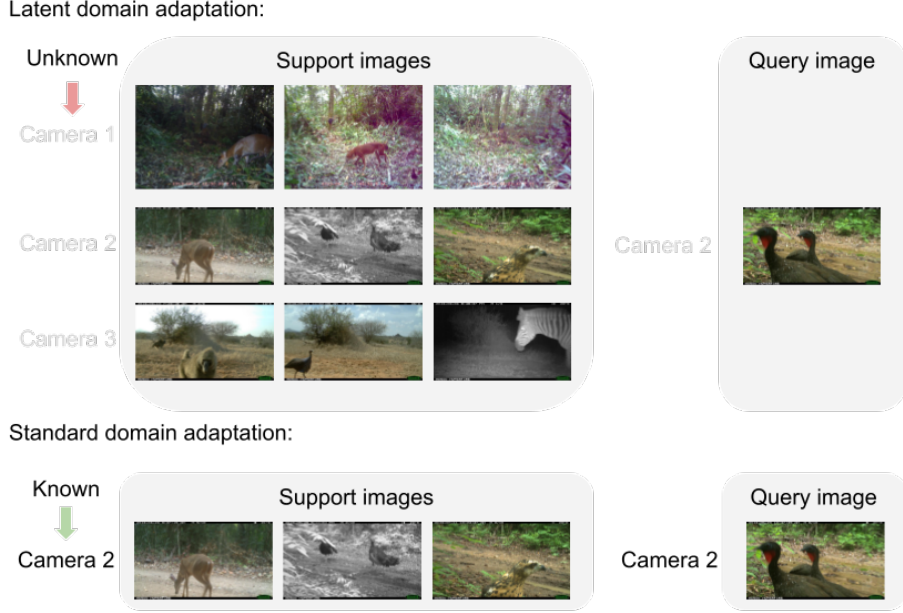 Latent domain adaptation:
Unknown
Support images
Query image
Camera 1
Camera 2
Camera 2
Camera 3
Standard domain adaptation:
Known
Support images
Query image
Camera 2
Camera 2